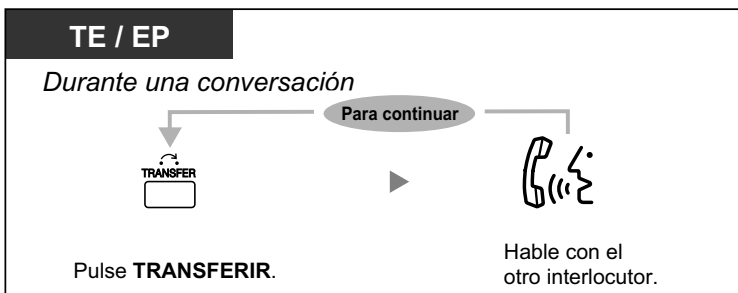 TE / EP
Durante una conversación
Para continuar
TRANSFER
Pulse TRANSFERIR.
Hable con el
otro interlocutor.